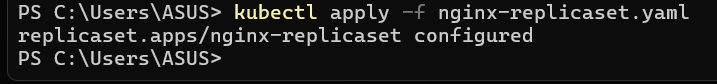 PS C:\Users\ASUS> kubectl apply -f nginx-replicaset.yaml
replicaset.apps/nginx-replicaset configured
PS C:\Users\ASUS>